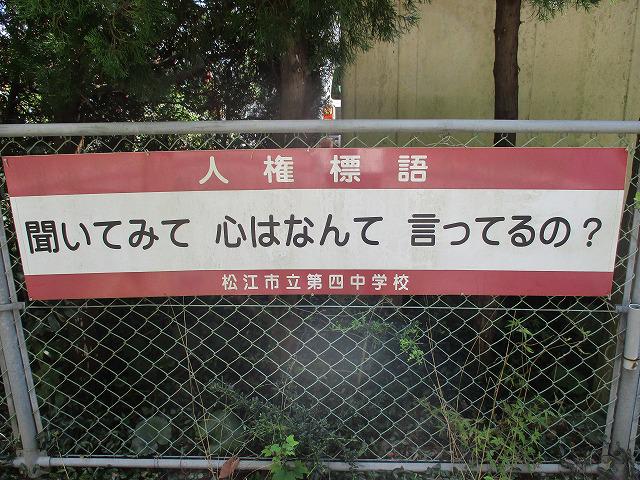 人権標語
聞いてみて 心はなんて 言ってるの?
松江市立第四中学校